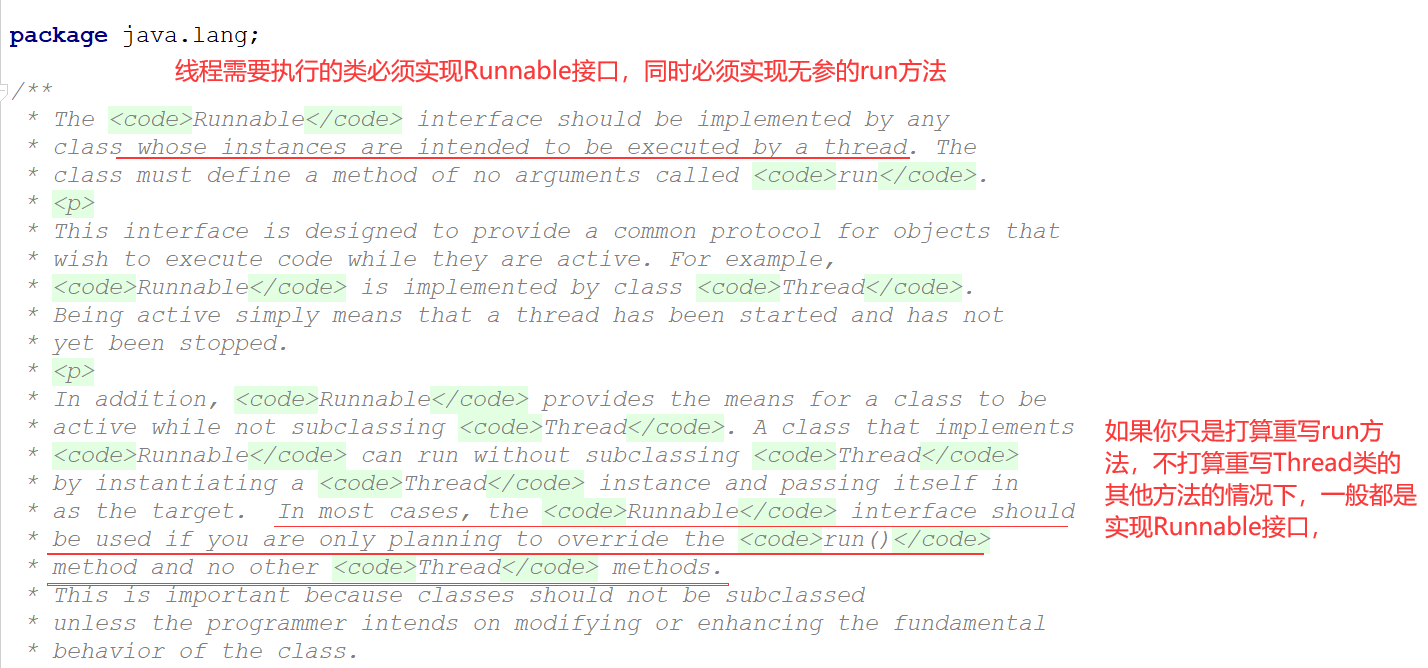 package java.lang;
线程需要执行的类必须实现Runnable接口，同时必须实现无参的run方法
/**
* The <code>Runnable</code> interface should be implemented by any
* class whose instances are intended to be executed by a thread. The
* class must define a method of no arguments called <code>run</code>.
* <p>
* This interface is designed to provide a common protocol for objects that
* wish to execute code while they are active. For example,
* <code>Runnable</code> is implemented by class <code>Thread</code>.
* Being active simply means that a thread has been started and has not
* yet been stopped.
* <p>
* In addition, <code>Runnable</code> provides the means for a class to be
* active while not subclassing <code>Thread</code>. A class that implements
* <code>Runnable</code> can run without subclassing <code>Thread</code>
* by instantiating a <code>Thread</code> instance and passing itself in
* as the target.  In most cases, the <code>Runnable</code> interface should
* be used if you are only planning to override the <code>run()</code>
* method and no other <code>Thread</code> methods.
* This is important because classes should not be subclassed
* unless the programmer intends on modifying or enhancing the fundamental
* behavior of the class.
如果你只是打算重写run方
法，不打算重写Thread类的
其他方法的情况下，一般都是
实现Runnable接口，